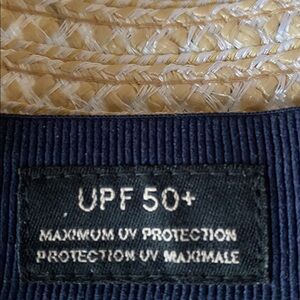 UPF 50+
MAXIMUM UV PROTECTION
PROTECTION UV MAXIMALE